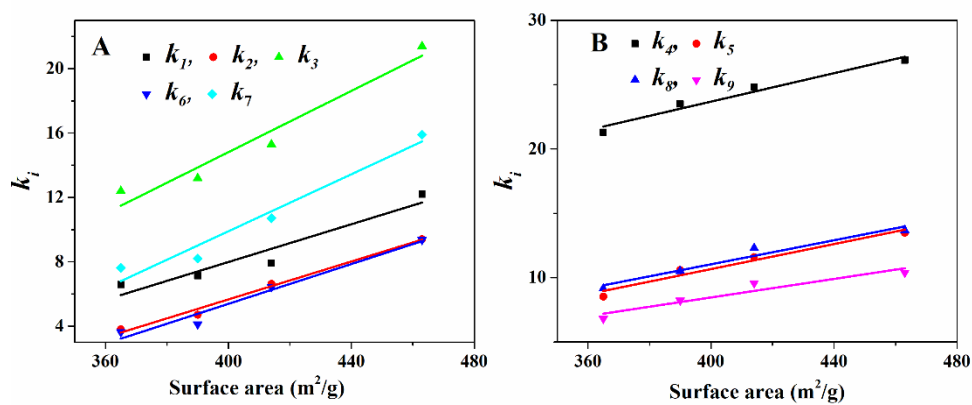 A
k1, k2, k3
k6, k7
20
16
12
8
4
ki
360 400 440 480
Surface area (m²/g)
B
k4, k5
k8, k9
30
20
10
ki
360 400 440 480
Surface area (m²/g)